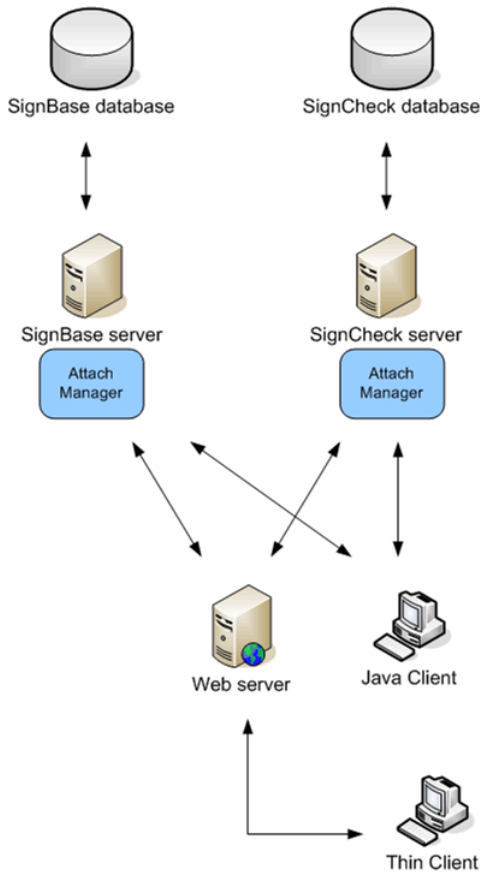 SignBase database
SignCheck database
SignBase server
SignCheck server
Attach
Manager
Attach
Manager
Web server
Java Client
Thin Client